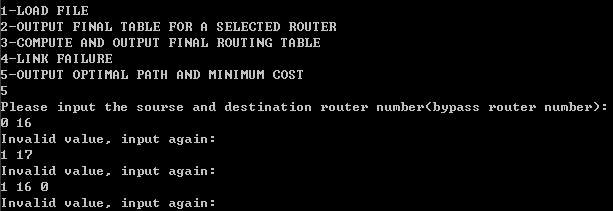 1-LOAD FILE
2-OUTPUT FINAL TABLE FOR A SELECTED ROUTER
3-COMPUTE AND OUTPUT FINAL ROUTING TABLE
4-LINK FAILURE
5-OUTPUT OPTIMAL PATH AND MINIMUM COST
5
Please input the sourse and destination router number(bypass router number):
0 16
Invalid value, input again:
1 17
Invalid value, input again:
1 16 0
Invalid value, input again: